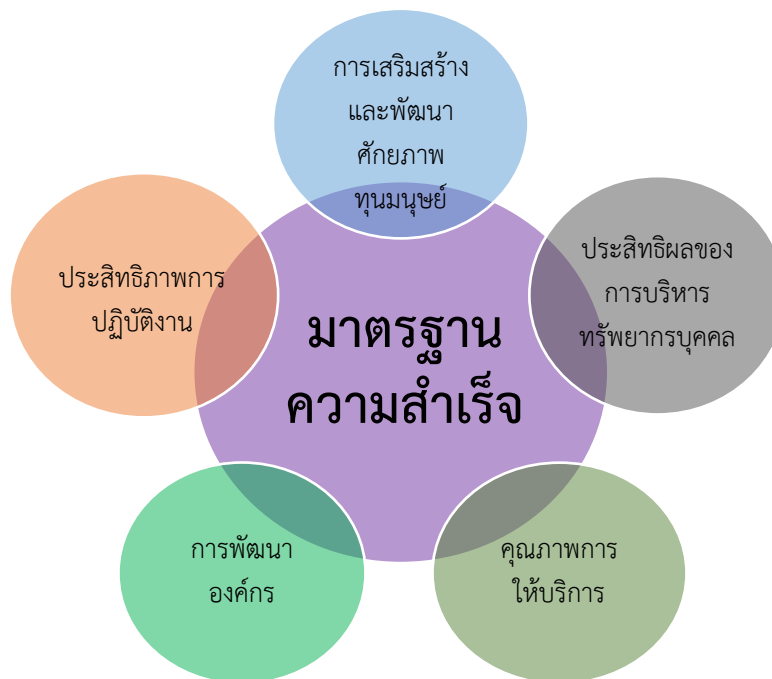 การเสริมสร้าง
และพัฒนา
ศักยภาพ
ทุนมนุษย์
ประสิทธิผลของ
การบริหาร
ทรัพยากรบุคคล
ประสิทธิภาพการ
ปฏิบัติงาน
มาตรฐาน
ความสำเร็จ
การพัฒนา
องค์กร
คุณภาพการ
ให้บริการ